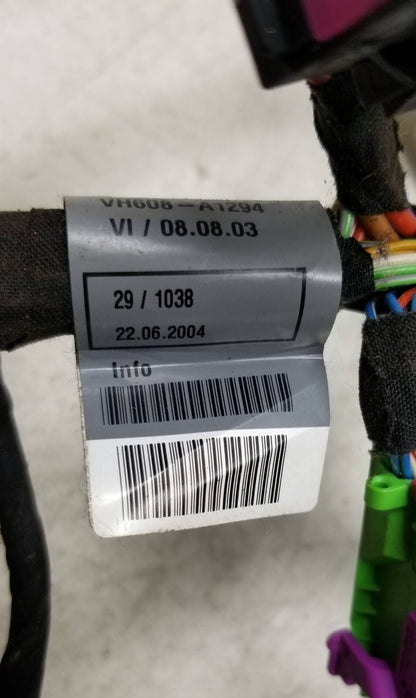 VH608-A1294
VI / 08.08.03
29 / 1038
22.06.2004
Info